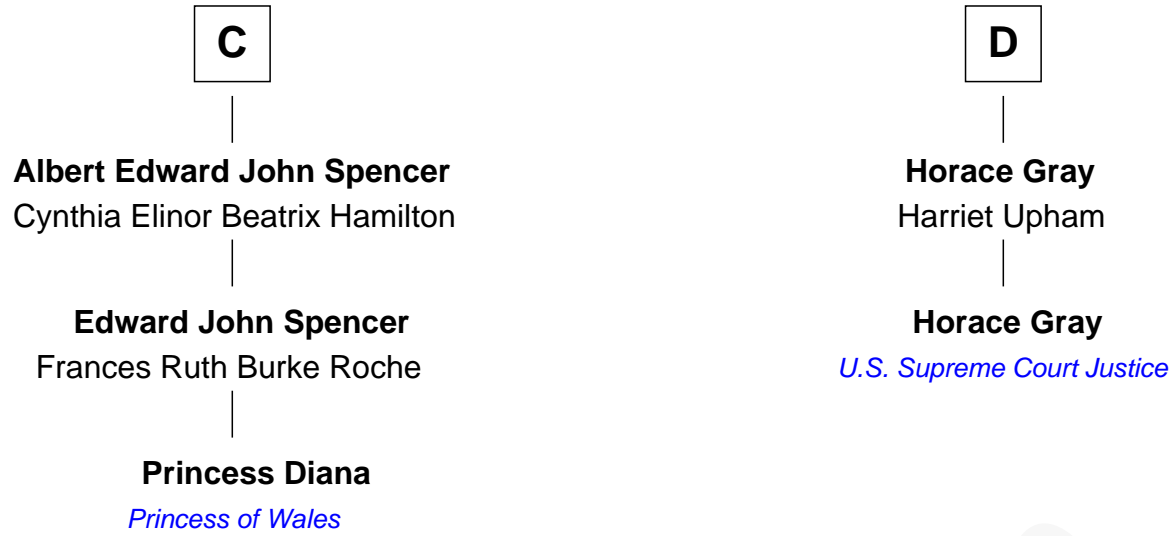 C
Albert Edward John Spencer
Cynthia Elinor Beatrix Hamilton
Edward John Spencer
Frances Ruth Burke Roche
Princess Diana
Princess of Wales
D
Horace Gray
Harriet Upham
Horace Gray
U.S. Supreme Court Justice